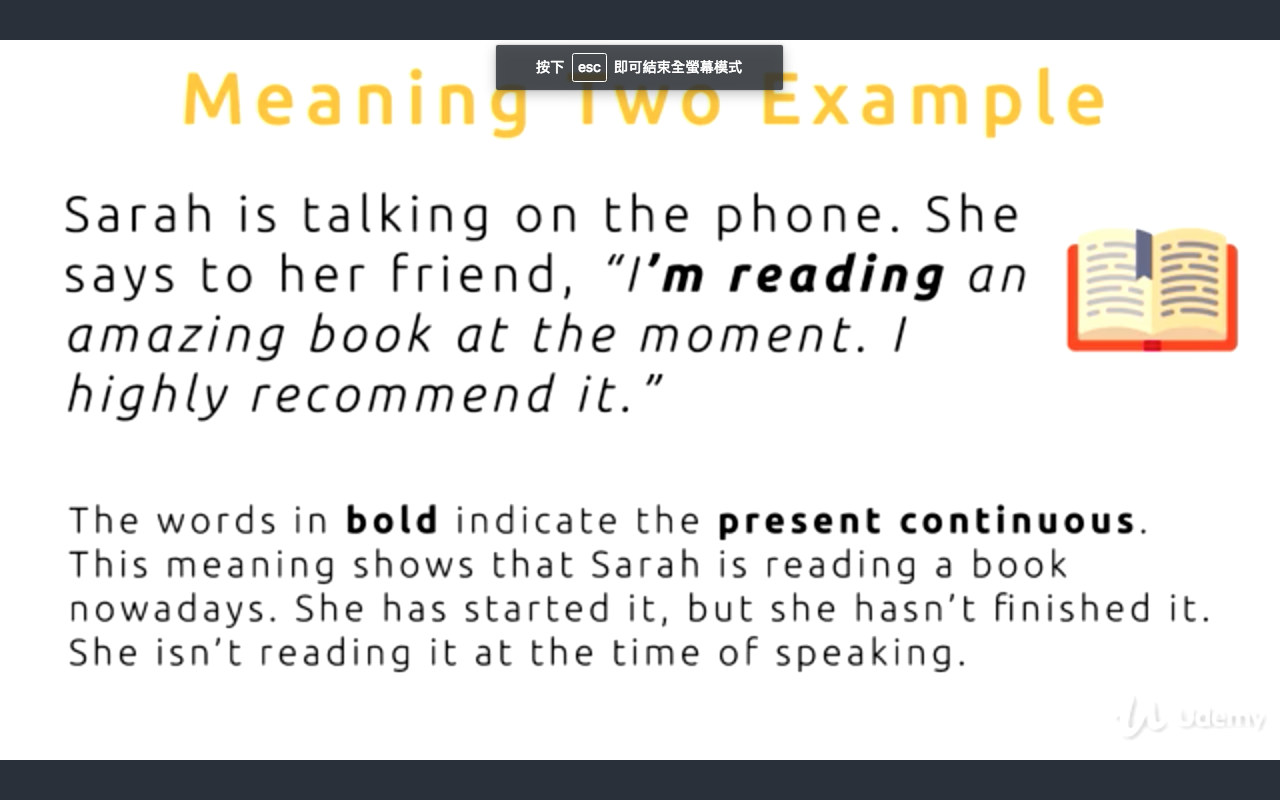 按下 esc 即可結束全螢幕模式
Meaning Two Example
Sarah is talking on the phone. She
says to her friend, “I’m reading an
amazing book at the moment. I
highly recommend it.”
The words in bold indicate the present continuous.
This meaning shows that Sarah is reading a book
nowadays. She has started it, but she hasn’t finished it.
She isn’t reading it at the time of speaking.
Udemy